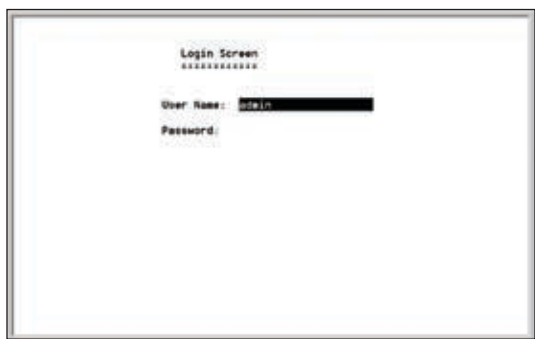 Login Screen
============
User Name: admin
Password: